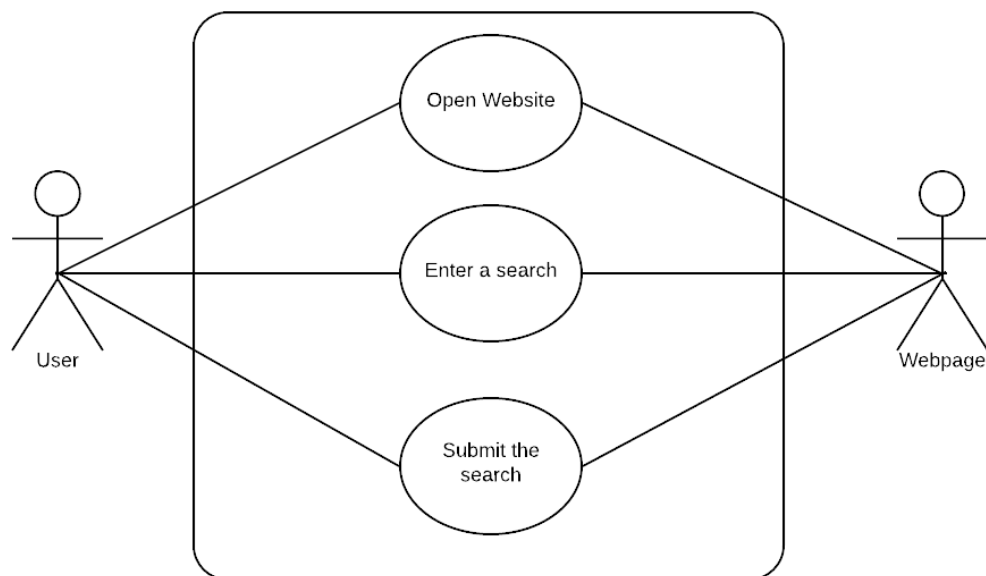 Open Website
Enter a search
User
Webpage
Submit the
search